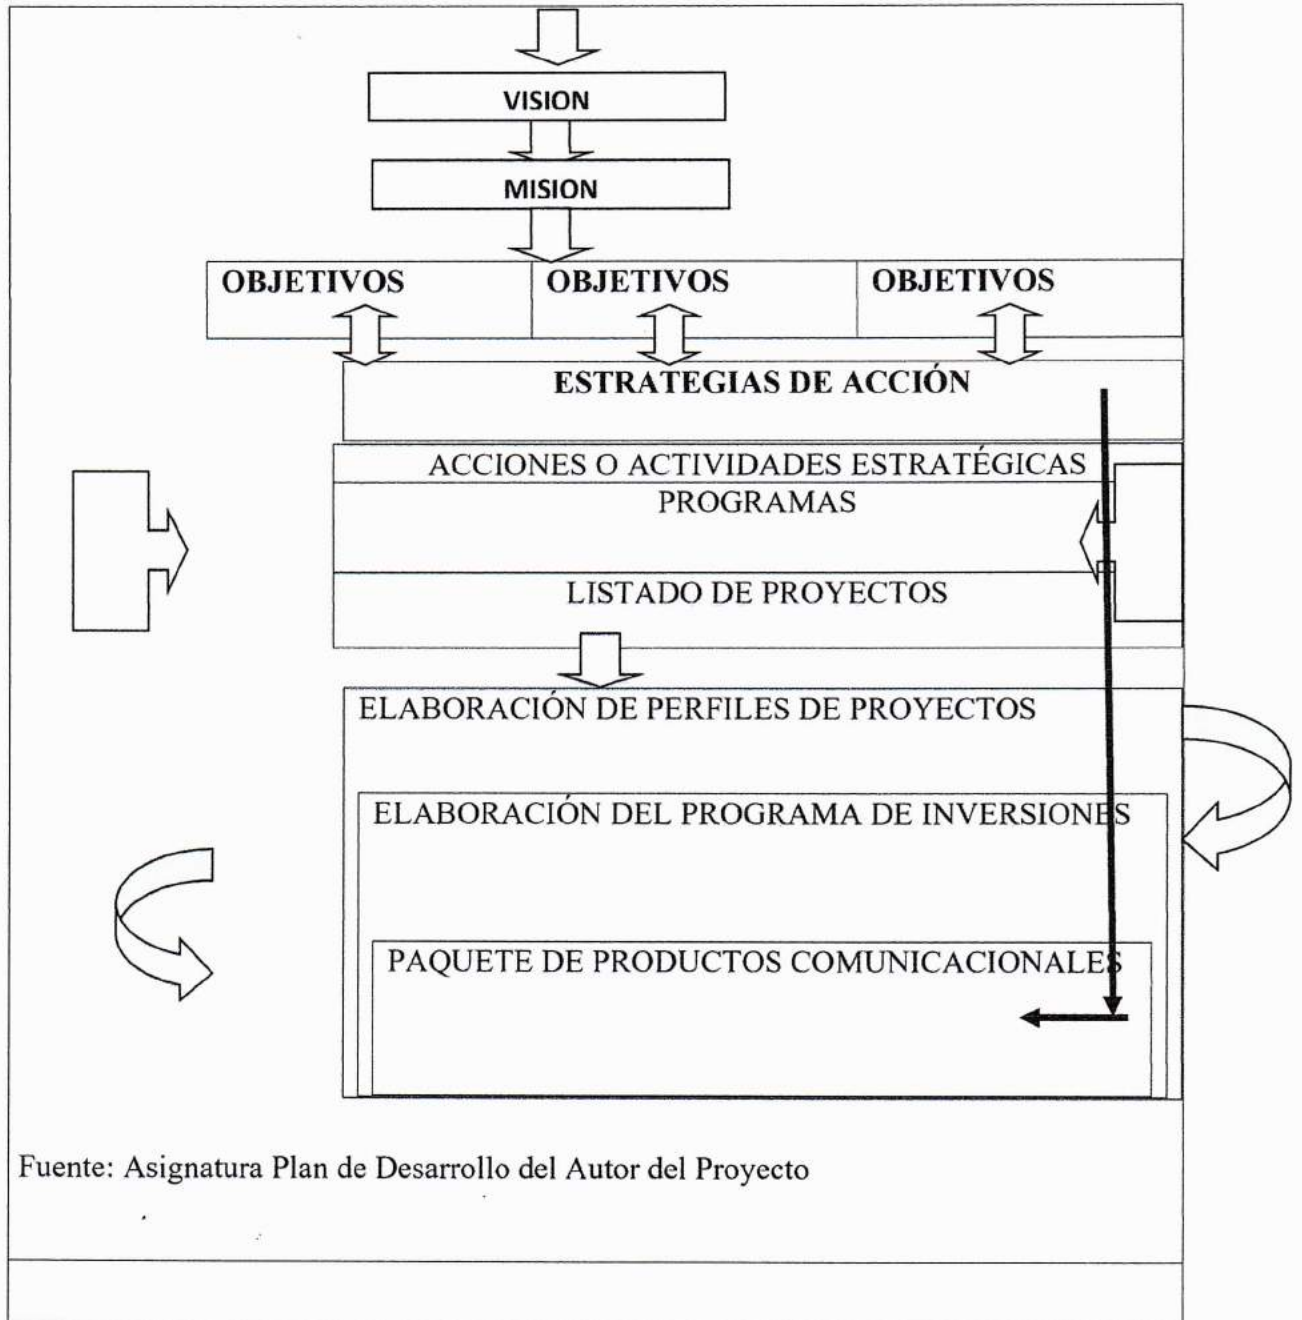 VISION
MISION
OBJETIVOS
OBJETIVOS
OBJETIVOS
ESTRATEGIAS DE ACCIÓN
ACCIONES O ACTIVIDADES ESTRATÉGICAS
PROGRAMAS
LISTADO DE PROYECTOS
ELABORACIÓN DE PERFILES DE PROYECTOS
ELABORACIÓN DEL PROGRAMA DE INVERSIONES
PAQUETE DE PRODUCTOS COMUNICACIONALES
Fuente: Asignatura Plan de Desarrollo del Autor del Proyecto